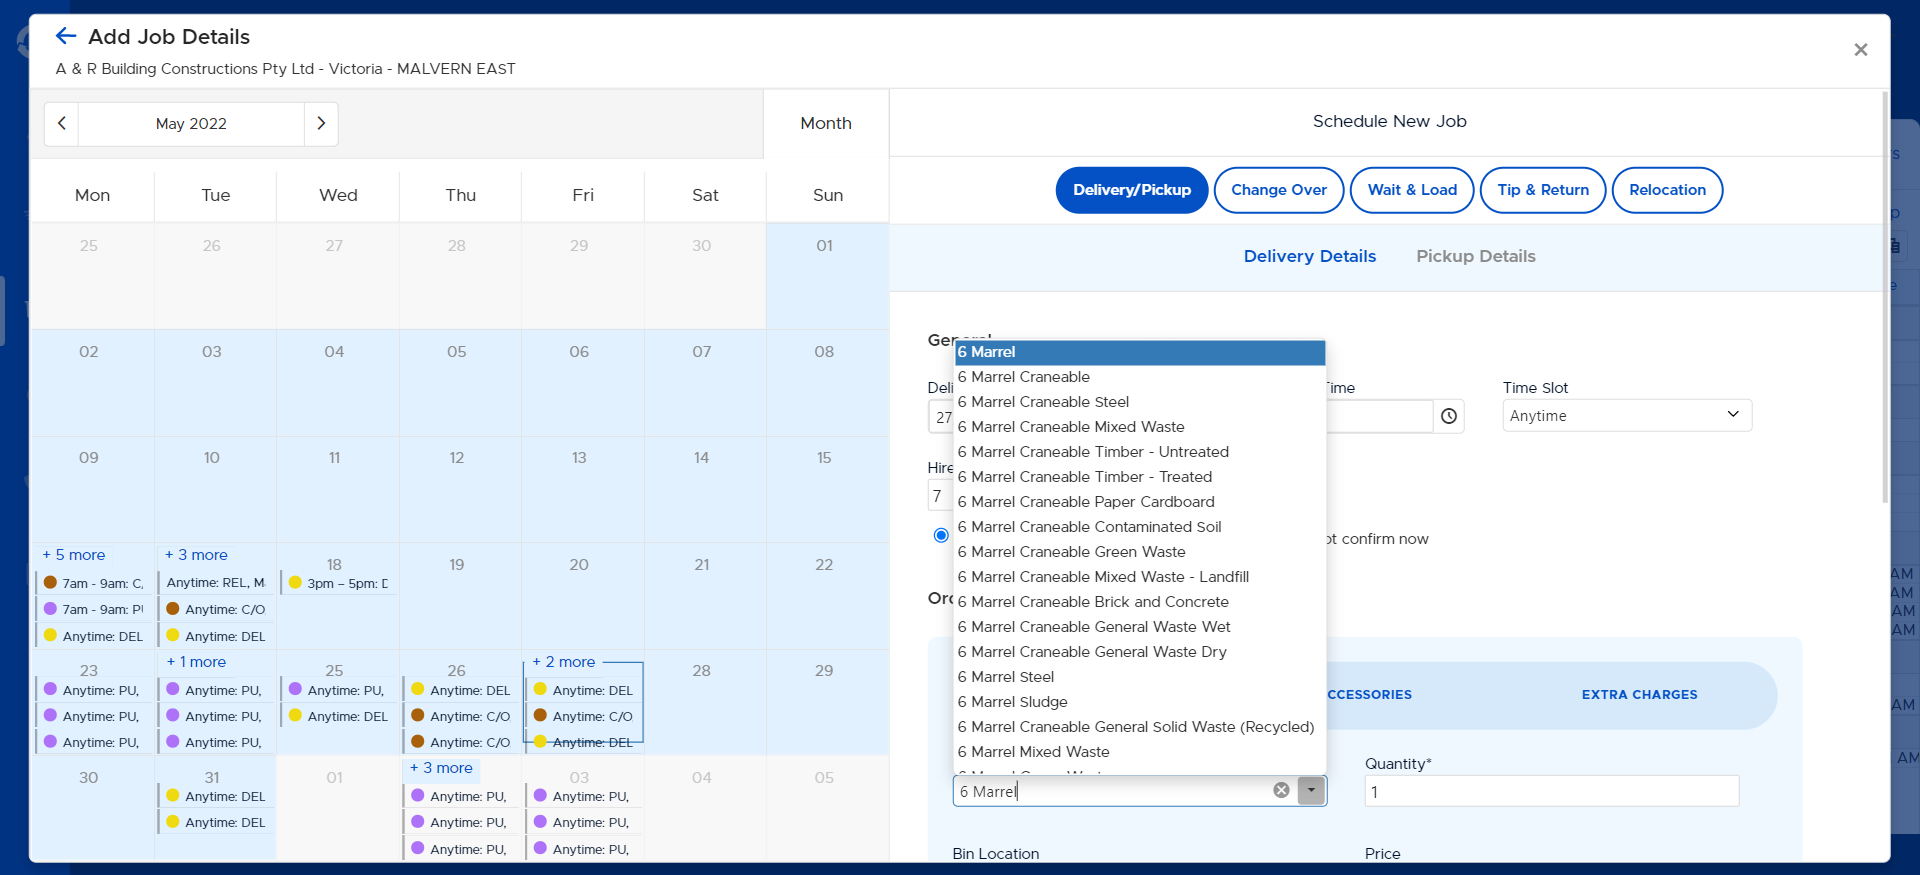 Add Job Details
A & R Building Constructions Pty Ltd - Victoria - MALVERN EAST
May 2022
Month
Mon Tue Wed Thu Fri Sat Sun
25 26 27 28 29 30 01
02 03 04 05 06 07 08
09 10 11 12 13 14 15
+ 5 more + 3 more
18 19 20 21 22
7am - 9am: C, Anytime: REL, M 3pm – 5pm: D
7am - 9am: PU Anytime: C/O
Anytime: DEL Anytime: DEL
+ 1 more + 2 more
23 25 26 28 29
Anytime: PU, Anytime: PU, Anytime: PU, Anytime: DEL Anytime: DEL
Anytime: PU, Anytime: PU, Anytime: DEL Anytime: C/O Anytime: C/O
Anytime: PU, Anytime: PU, Anytime: C/O Anytime: DEL
+ 3 more
30 31 01 03 04 05
Anytime: DEL Anytime: PU, Anytime: PU,
Anytime: DEL Anytime: PU, Anytime: PU,
Anytime: PU, Anytime: PU,
Schedule New Job
Delivery/Pickup Change Over Wait & Load Tip & Return Relocation
Delivery Details Pickup Details
General
Deli Time Time Slot
27 Anytime
Hire
7
ot confirm now
Ord
6 Marrel
6 Marrel Craneable
6 Marrel Craneable Steel
6 Marrel Craneable Mixed Waste
6 Marrel Craneable Timber - Untreated
6 Marrel Craneable Timber - Treated
6 Marrel Craneable Paper Cardboard
6 Marrel Craneable Contaminated Soil
6 Marrel Craneable Green Waste
6 Marrel Craneable Mixed Waste - Landfill
6 Marrel Craneable Brick and Concrete
6 Marrel Craneable General Waste Wet
6 Marrel Craneable General Waste Dry
6 Marrel Steel
6 Marrel Sludge
6 Marrel Craneable General Solid Waste (Recycled)
6 Marrel Mixed Waste
CCESSORIES EXTRA CHARGES
Quantity*
6 Marrel 1
Bin Location Price
AM
AM
AM
AM
AM
AM